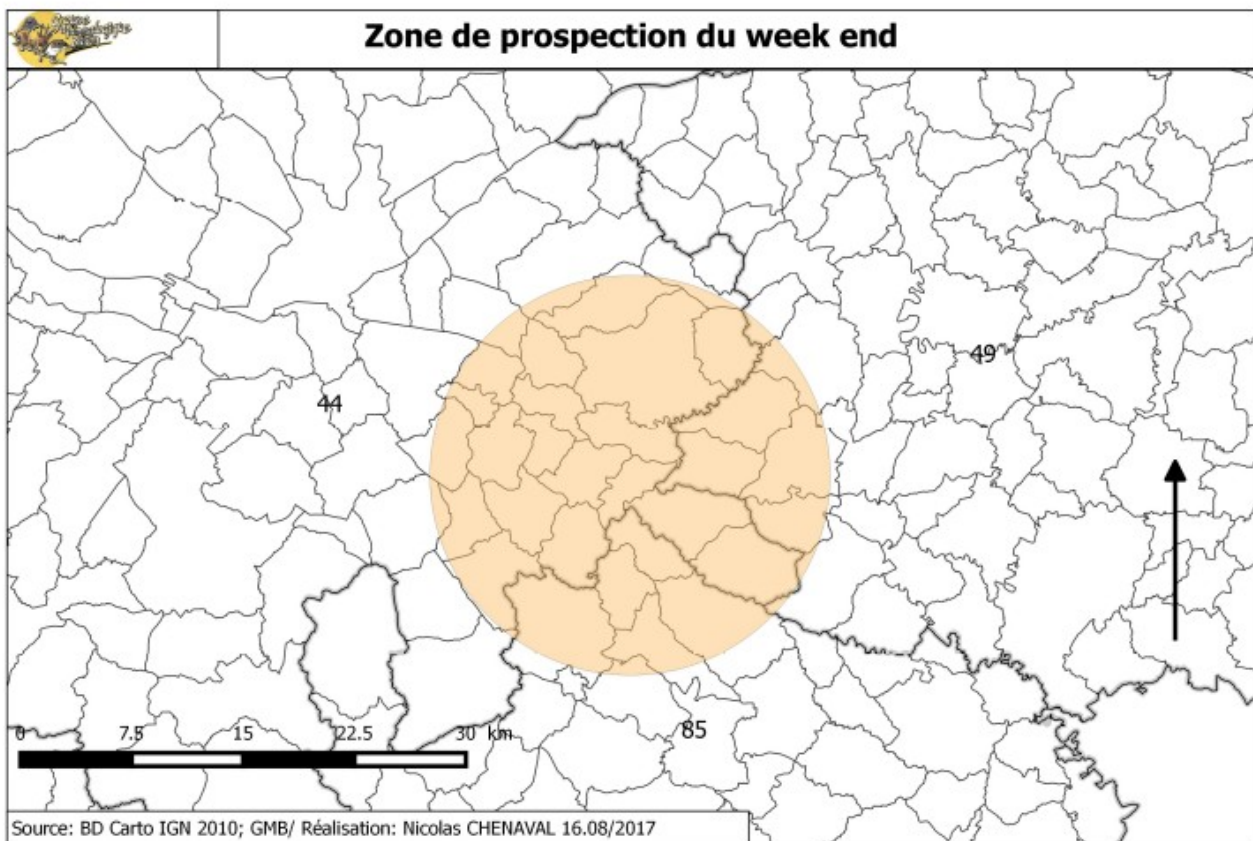 Zone de prospection du week end
49
44
85
0 7.5 15 22.5 30 km
Source: BD Carto IGN 2010; GMB/ Réalisation: Nicolas CHENAVAL 16.08/2017